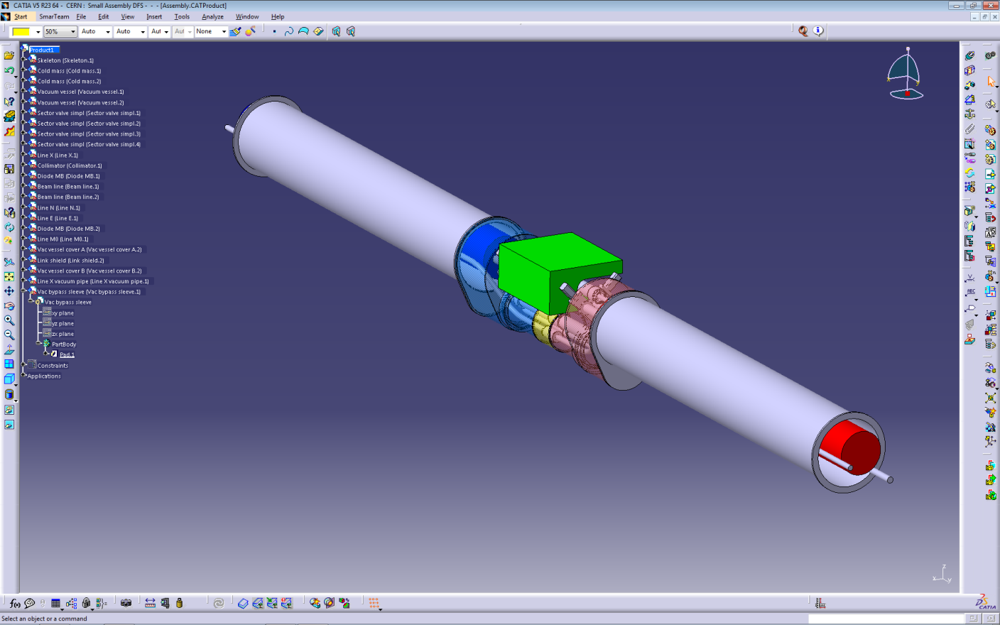 CATIA V5 R23 64 - CERN : Small Assembly DFS - - - [Assembly.CATProduct]
Start SmarTeam File Edit View Insert Tools Analyze Window Help
50% Auto Auto Aut Aut None
Product1
Skeleton (Skeleton.1)
Cold mass (Cold mass.1)
Cold mass (Cold mass.2)
Vacuum vessel (Vacuum vessel.1)
Vacuum vessel (Vacuum vessel.2)
Sector valve simpl (Sector valve simpl.1)
Sector valve simpl (Sector valve simpl.2)
Sector valve simpl (Sector valve simpl.3)
Sector valve simpl (Sector valve simpl.4)
Line X (Line X.1)
Collimator (Collimator.1)
Diode MB (Diode MB.1)
Beam line (Beam line.1)
Beam line (Beam line.2)
Line N (Line N.1)
Line E (Line E.1)
Diode MB (Diode MB.2)
Line M0 (Line M0.1)
Vac vessel cover A (Vac vessel cover A.2)
Link shield (Link shield.2)
Vac vessel cover B (Vac vessel cover B.2)
Line X vacuum pipe (Line X vacuum pipe.1)
Vac bypass sleeve (Vac bypass sleeve.1)
Vac bypass sleeve
xy plane
yz plane
zx plane
PartBody
Pad.1
Constraints
Applications
ABC
z
x y
f(x)
CATIA
Select an object or a command